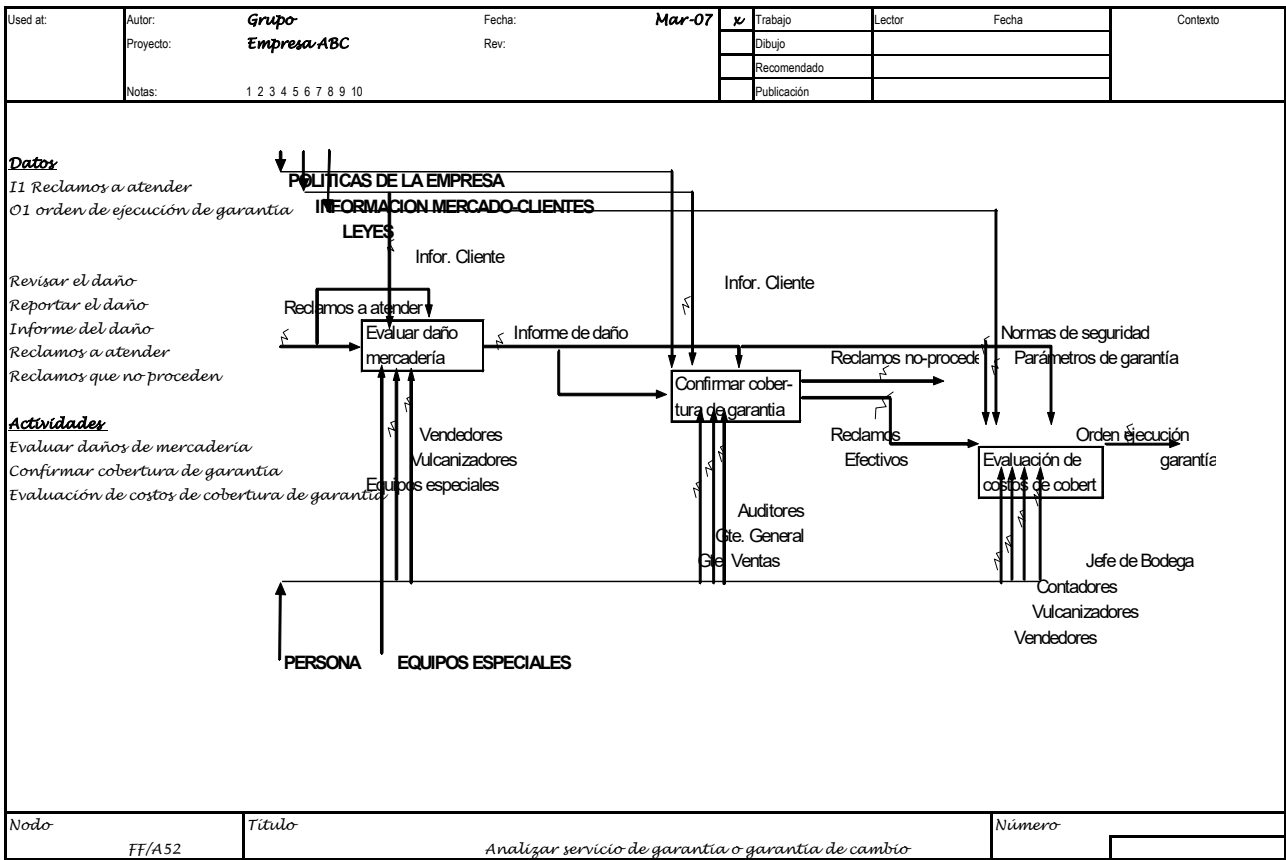 Used at:
Autor: Grupo Fecha: Mar-07 x Trabajo Lector Fecha Contexto
Proyecto: Empresa ABC Rev: Dibujo
Recomendado
Notas: 1 2 3 4 5 6 7 8 9 10 Publicación
Datos
I1 Reclamos a atender
O1 orden de ejecución de garantía
Revisar el daño
Reportar el daño
Informe del daño
Reclamos a atender
Reclamos que no proceden
Actividades
Evaluar daños de mercadería
Confirmar cobertura de garantía
Evaluación de costos de cobertura de garantía
POLITICAS DE LA EMPRESA
INFORMACION MERCADO-CLIENTES
LEYES
Infor. Cliente
Infor. Cliente
Reclamos a atender
Evaluar daño
mercadería
Informe de daño
Normas de seguridad
Reclamos no-procede
Parámetros de garantía
Confirmar cober-
tura de garantia
Vendedores
Vulcanizadores
Equipos especiales
Reclamos
Efectivos
Orden ejecución
garantía
Evaluación de
costos de cobert
Auditores
Gte. General
Gte. Ventas
Jefe de Bodega
Contadores
Vulcanizadores
Vendedores
PERSONA
EQUIPOS ESPECIALES
Nodo Título Número
FF/A52 Analizar servicio de garantía o garantía de cambio